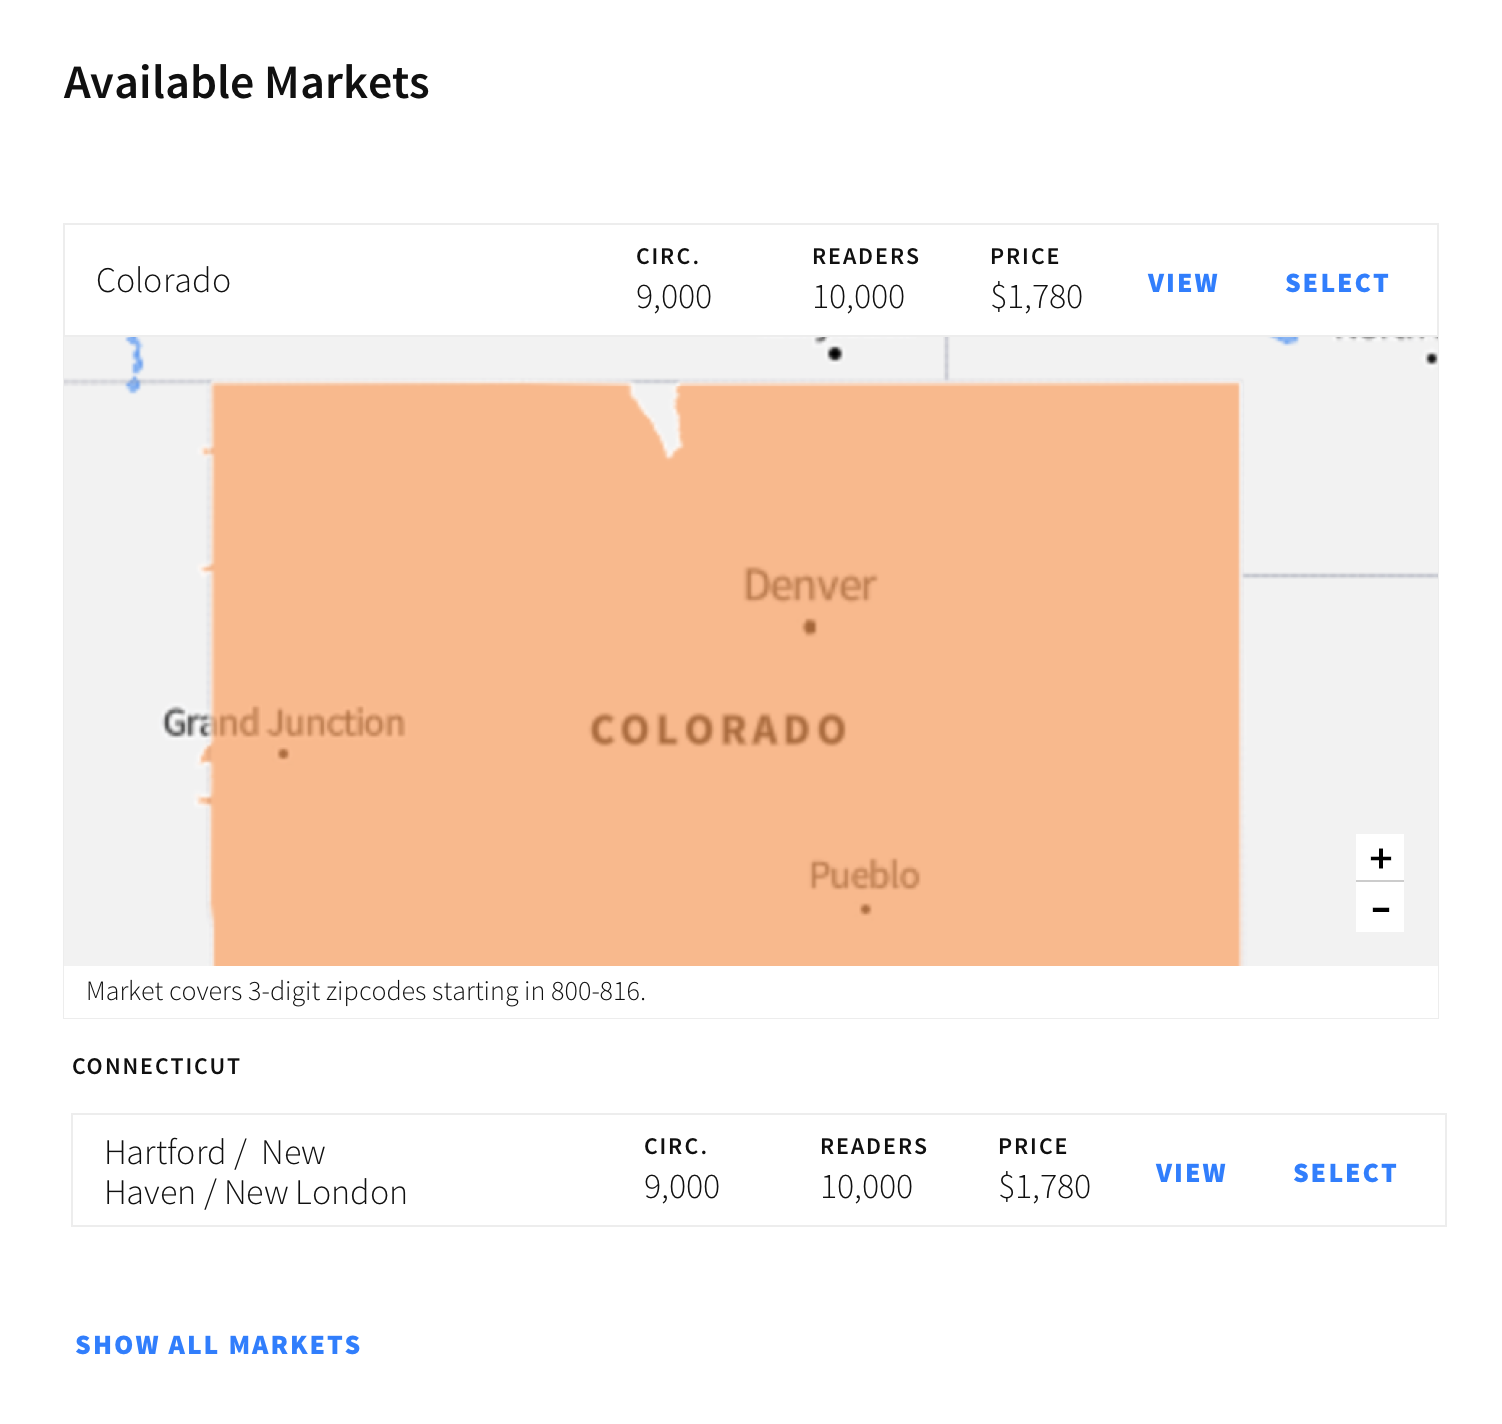 Available Markets
Colorado
CIRC.
READERS
PRICE
9,000
10,000
$1,780
VIEW
SELECT
Denver
Grand Junction
COLORADO
Pueblo
+
-
Market covers 3-digit zipcodes starting in 800-816.
CONNECTICUT
Hartford / New
Haven / New London
CIRC.
READERS
PRICE
9,000
10,000
$1,780
VIEW
SELECT
SHOW ALL MARKETS